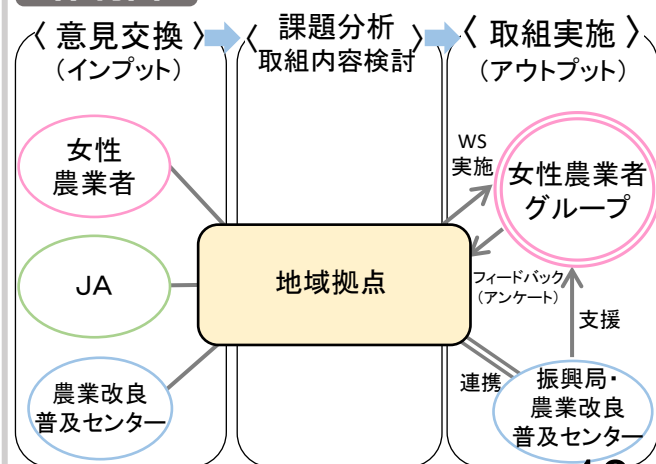 〈 意見交換 〉
(インプット)
〈 課題分析 〉
取組内容検討
〈 取組実施 〉
(アウトプット)
女性
農業者
JA
農業改良
普及センター
地域拠点
WS
実施
女性農業者
グループ
フィードバック
(アンケート)
支援
連携
振興局・
農業改良
普及センター